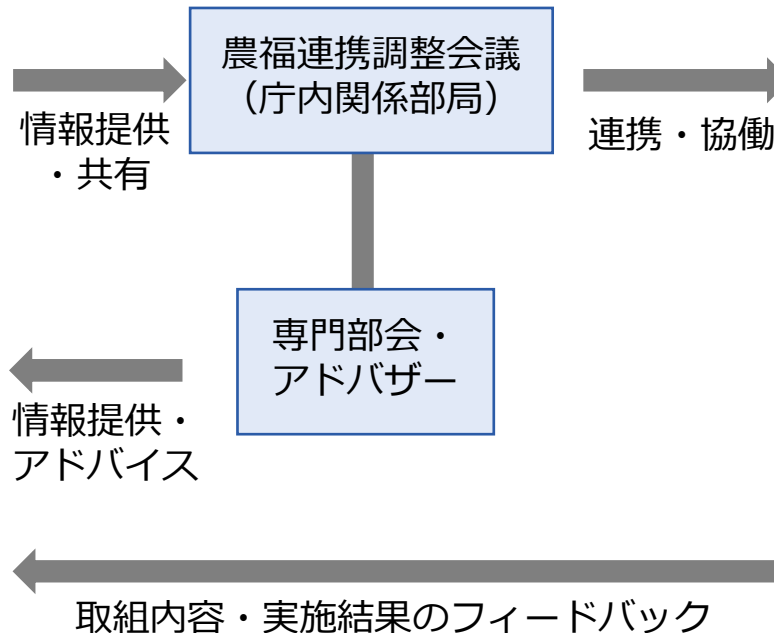 農福連携調整会議
（庁内関係部局）
情報提供
・共有
連携・協働
専門部会・
アドバザー
情報提供・
アドバイス
取組内容・実施結果のフィードバック